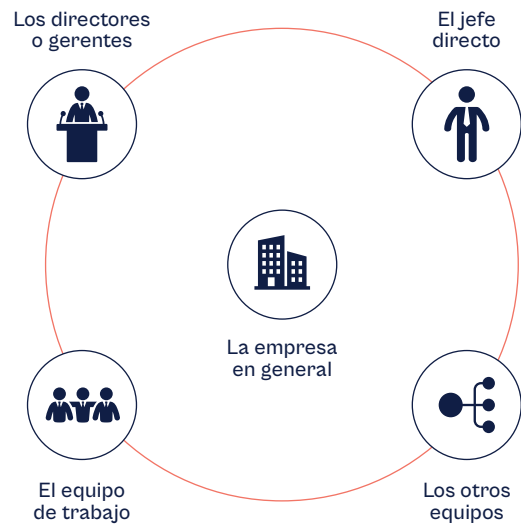 Los directores
o gerentes
El jefe
directo
La empresa
en general
El equipo
de trabajo
Los otros
equipos